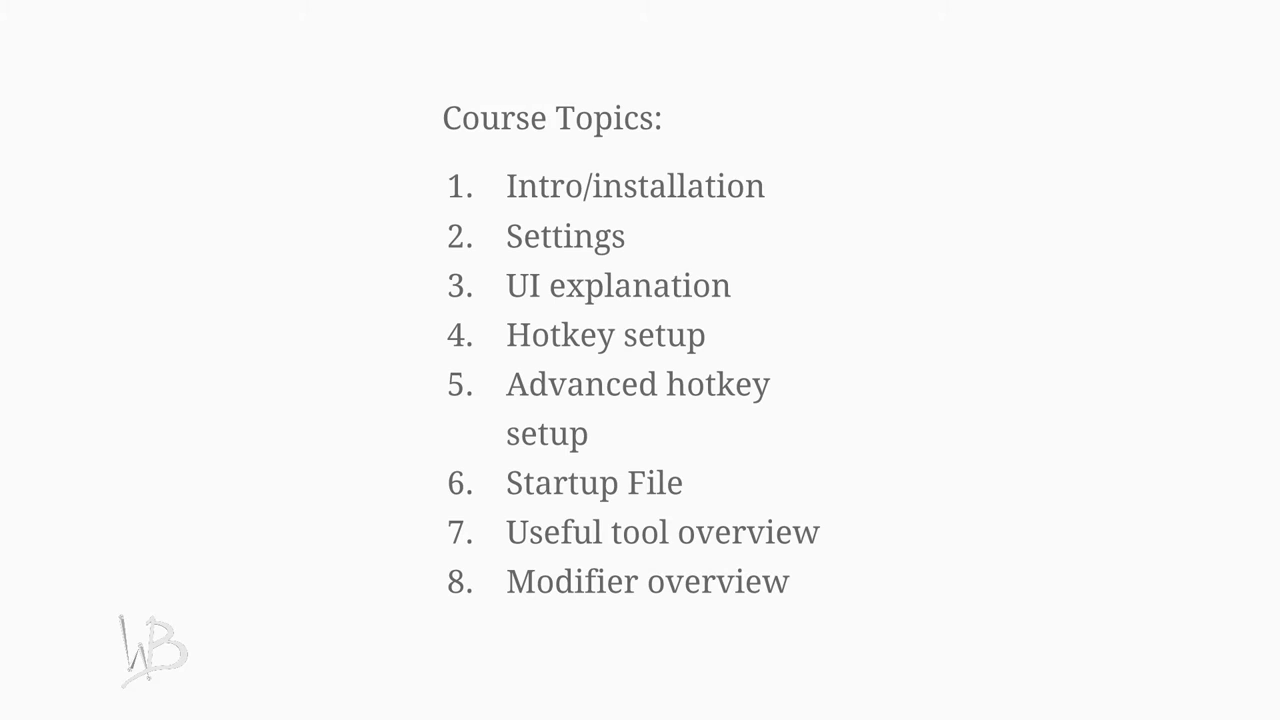 Course Topics:
1. Intro/installation
2. Settings
3. UI explanation
4. Hotkey setup
5. Advanced hotkey
setup
6. Startup File
7. Useful tool overview
8. Modifier overview
WB